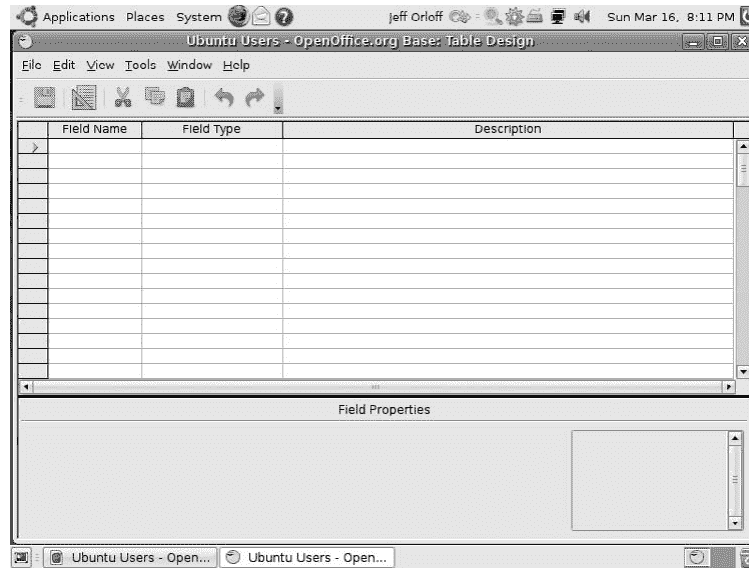 Applications Places System Jeff Orloff Sun Mar 16, 8:11 PM
Ubuntu Users - OpenOffice.org Base: Table Design
File Edit View Tools Window Help
Field Name Field Type Description
Field Properties
Ubuntu Users - Open... Ubuntu Users - Open...